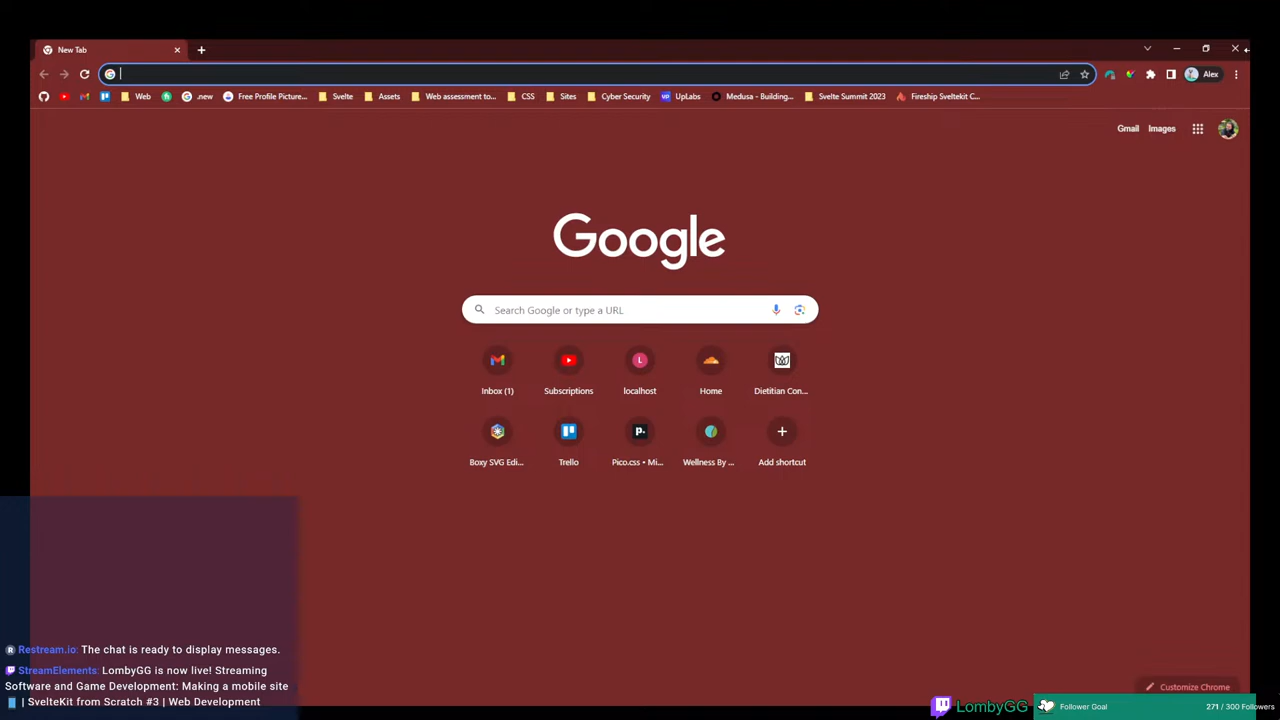 New Tab
Alex
Web
.new
Free Profile Picture...
Svelte
Assets
Web assessment to...
CSS
Sites
Cyber Security
UpLabs
Medusa - Building...
Svelte Summit 2023
Fireship Sveltekit C...
Gmail
Images
Google
Search Google or type a URL
L
Inbox (1)
Subscriptions
localhost
Home
Dietitian Con...
p.
Boxy SVG Edi...
Trello
Pico.css • Mi...
Wellness By ...
Add shortcut
Restream.io: The chat is ready to display messages.
StreamElements: LombyGG is now live! Streaming
Software and Game Development: Making a mobile site
| SvelteKit from Scratch #3 | Web Development
Customize Chrome
LombyGG
Follower Goal
271 / 300 Followers